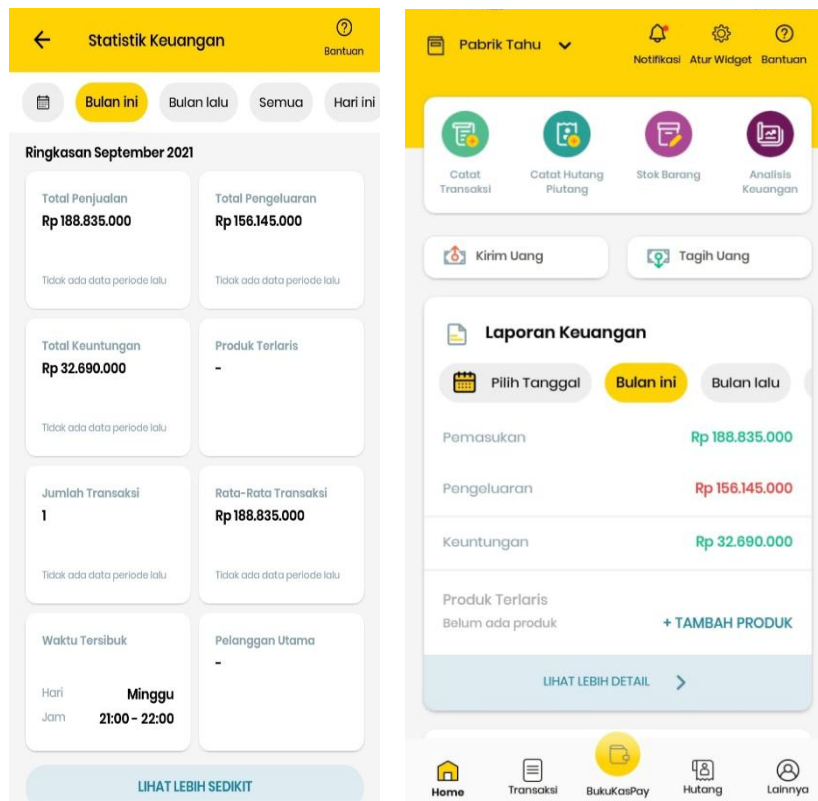 Statistik Keuangan
Bantuan
Bulan ini
Bulan lalu
Semua
Hari ini
Ringkasan September 2021
Total Penjualan
Rp 188.835.000
Tidak ada data periode lalu
Total Pengeluaran
Rp 156.145.000
Tidak ada data periode lalu
Total Keuntungan
Rp 32.690.000
Tidak ada data periode lalu
Produk Terlaris
-
Jumlah Transaksi
1
Tidak ada data periode lalu
Rata-Rata Transaksi
Rp 188.835.000
Tidak ada data periode lalu
Waktu Tersibuk
Hari Minggu
Jam 21:00 - 22:00
Pelanggan Utama
-
LIHAT LEBIH SEDIKIT
Pabrik Tahu
Notifikasi
Atur Widget
Bantuan
Catat
Transaksi
Catat Hutang
Piutang
Stok Barang
Analisis
Keuangan
Kirim Uang
Tagih Uang
Laporan Keuangan
Pilih Tanggal
Bulan ini
Bulan lalu
Pemasukan Rp 188.835.000
Pengeluaran Rp 156.145.000
Keuntungan Rp 32.690.000
Produk Terlaris
Belum ada produk
+ TAMBAH PRODUK
LIHAT LEBIH DETAIL
Home
Transaksi
BukuKasPay
Hutang
Lainnya